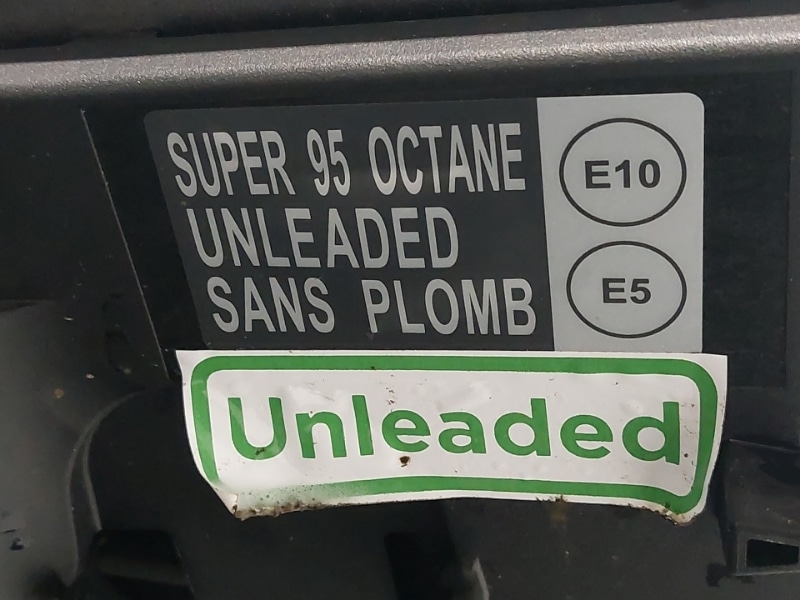 SUPER 95 OCTANE
UNLEADED
SANS PLOMB
E10
E5
Unleaded